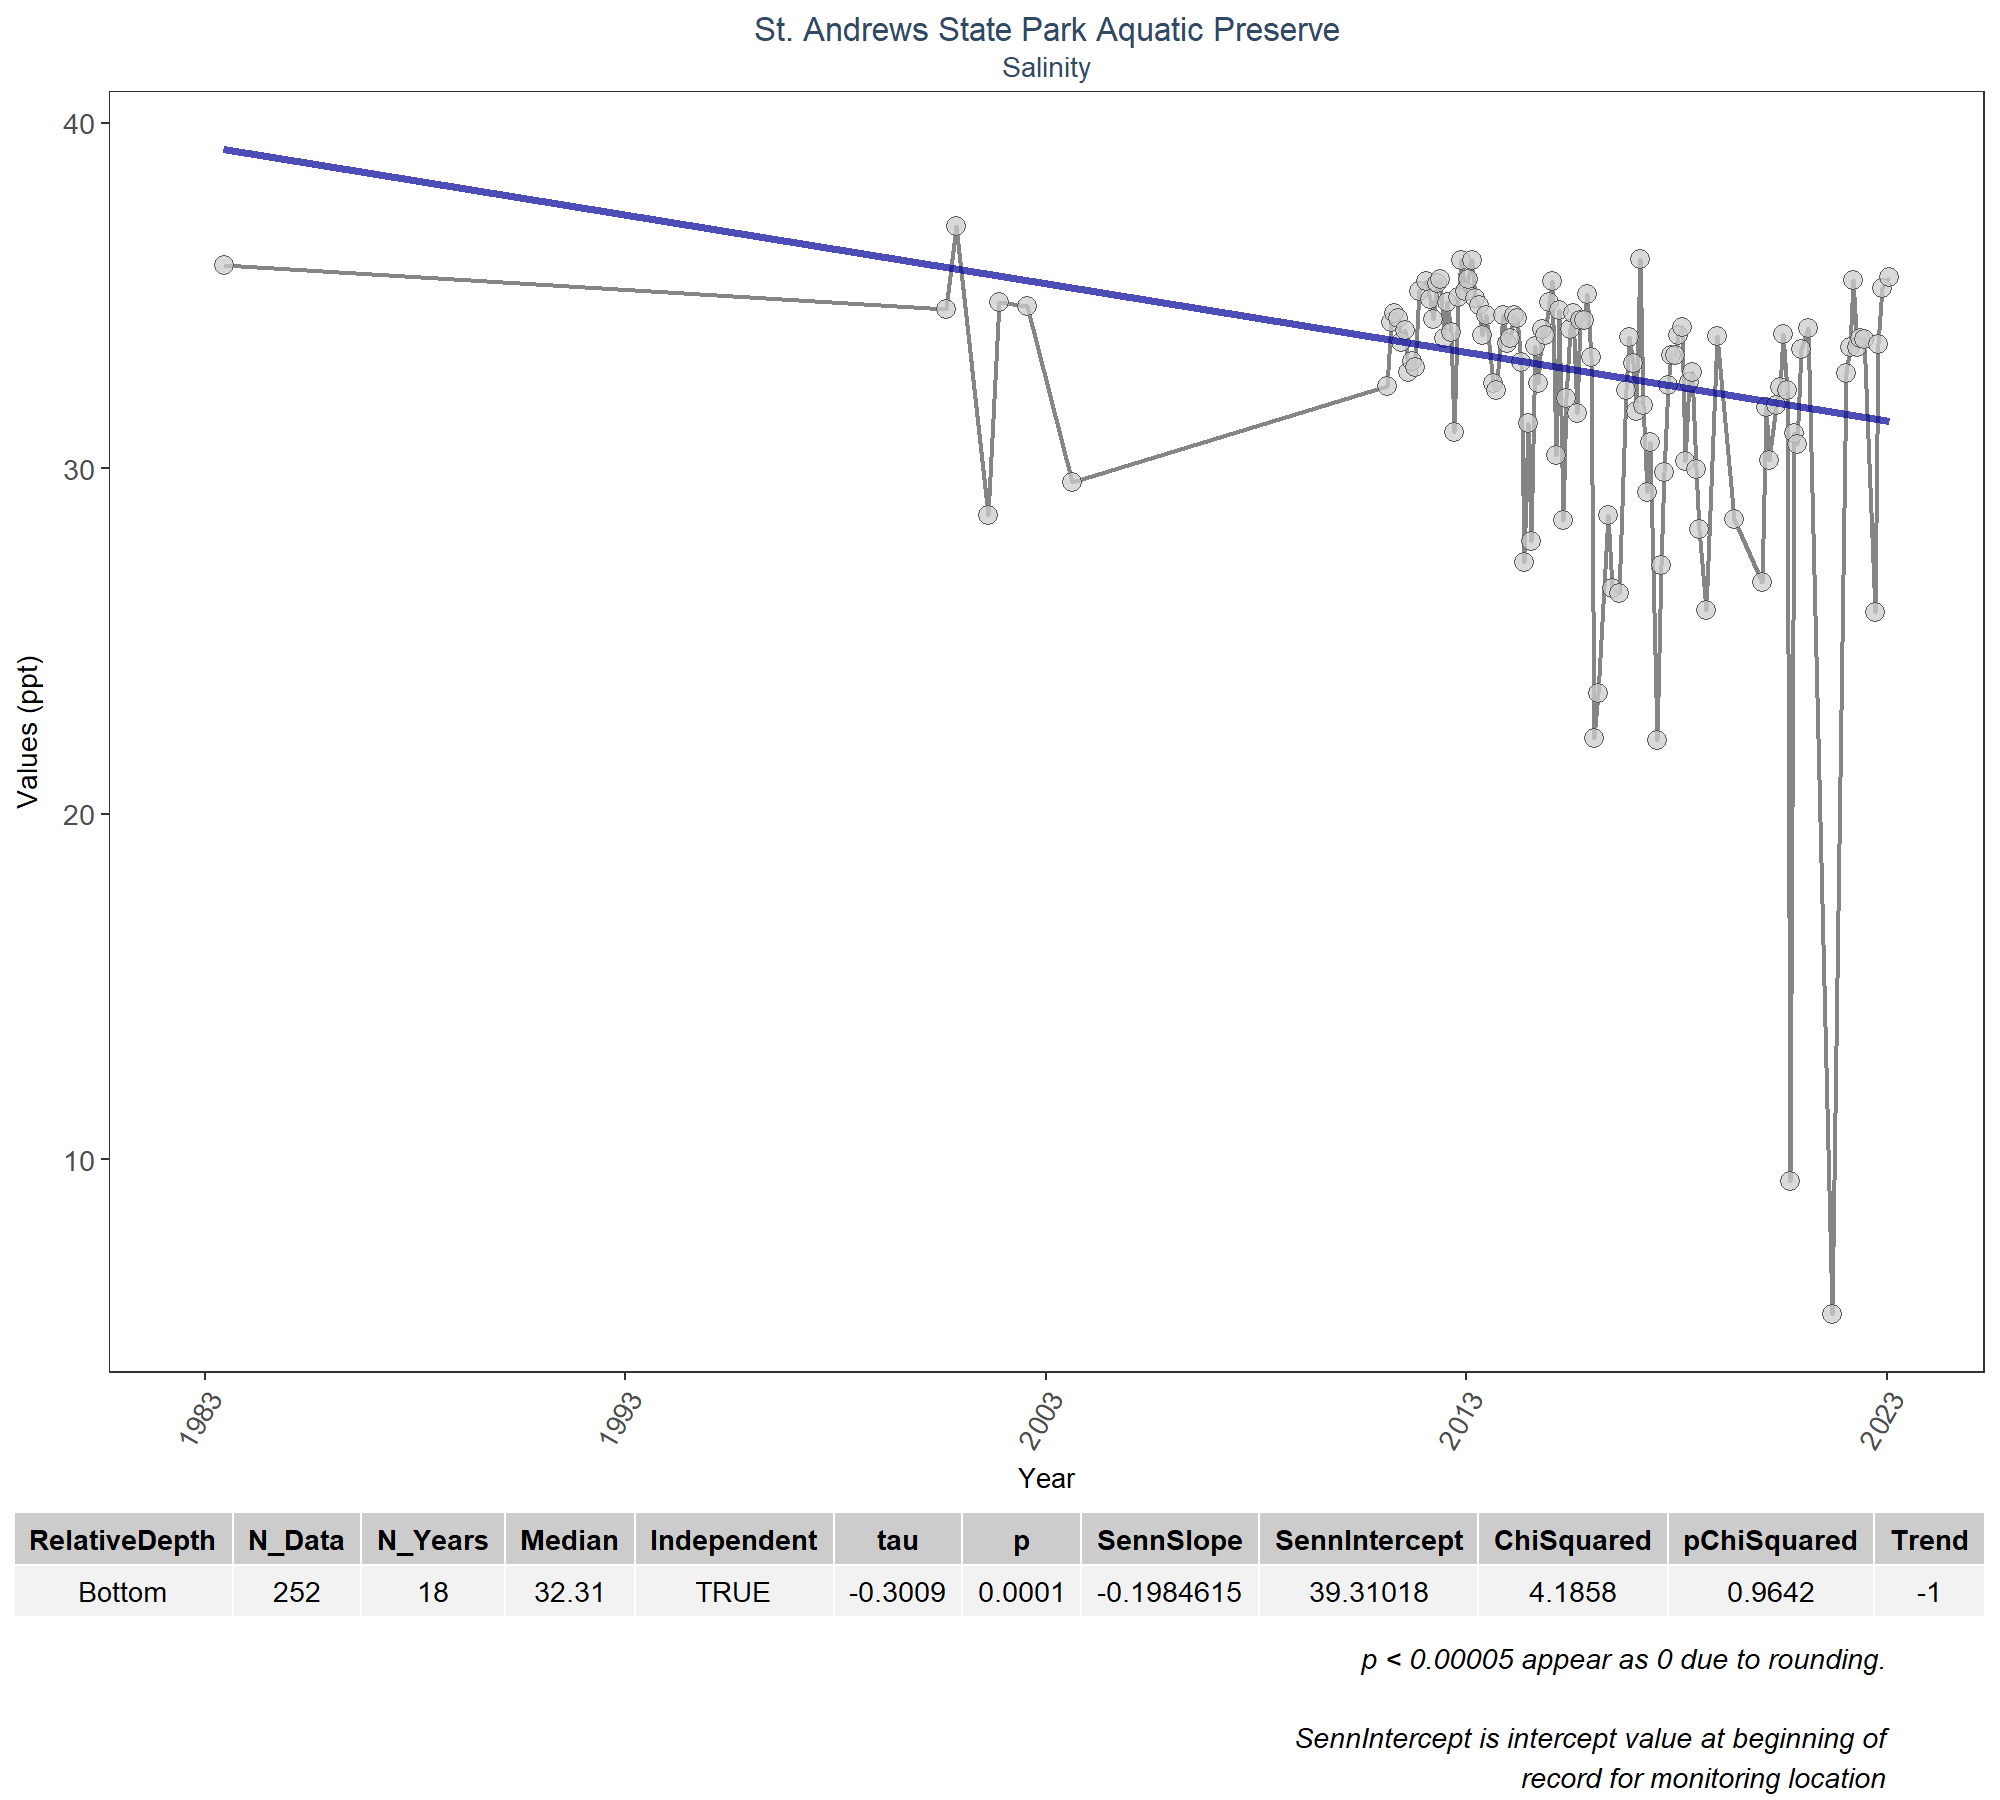 St. Andrews State Park Aquatic Preserve
Salinity
40
30
20
10
Values (ppt)
1983
1993
2003
2013
2023
Year
RelativeDepth N_Data N_Years Median Independent tau p SennSlope SennIntercept ChiSquared pChiSquared Trend
Bottom 252 18 32.31 TRUE -0.3009 0.0001 -0.1984615 39.31018 4.1858 0.9642 -1
p < 0.00005 appear as 0 due to rounding.
SennIntercept is intercept value at beginning of
record for monitoring location